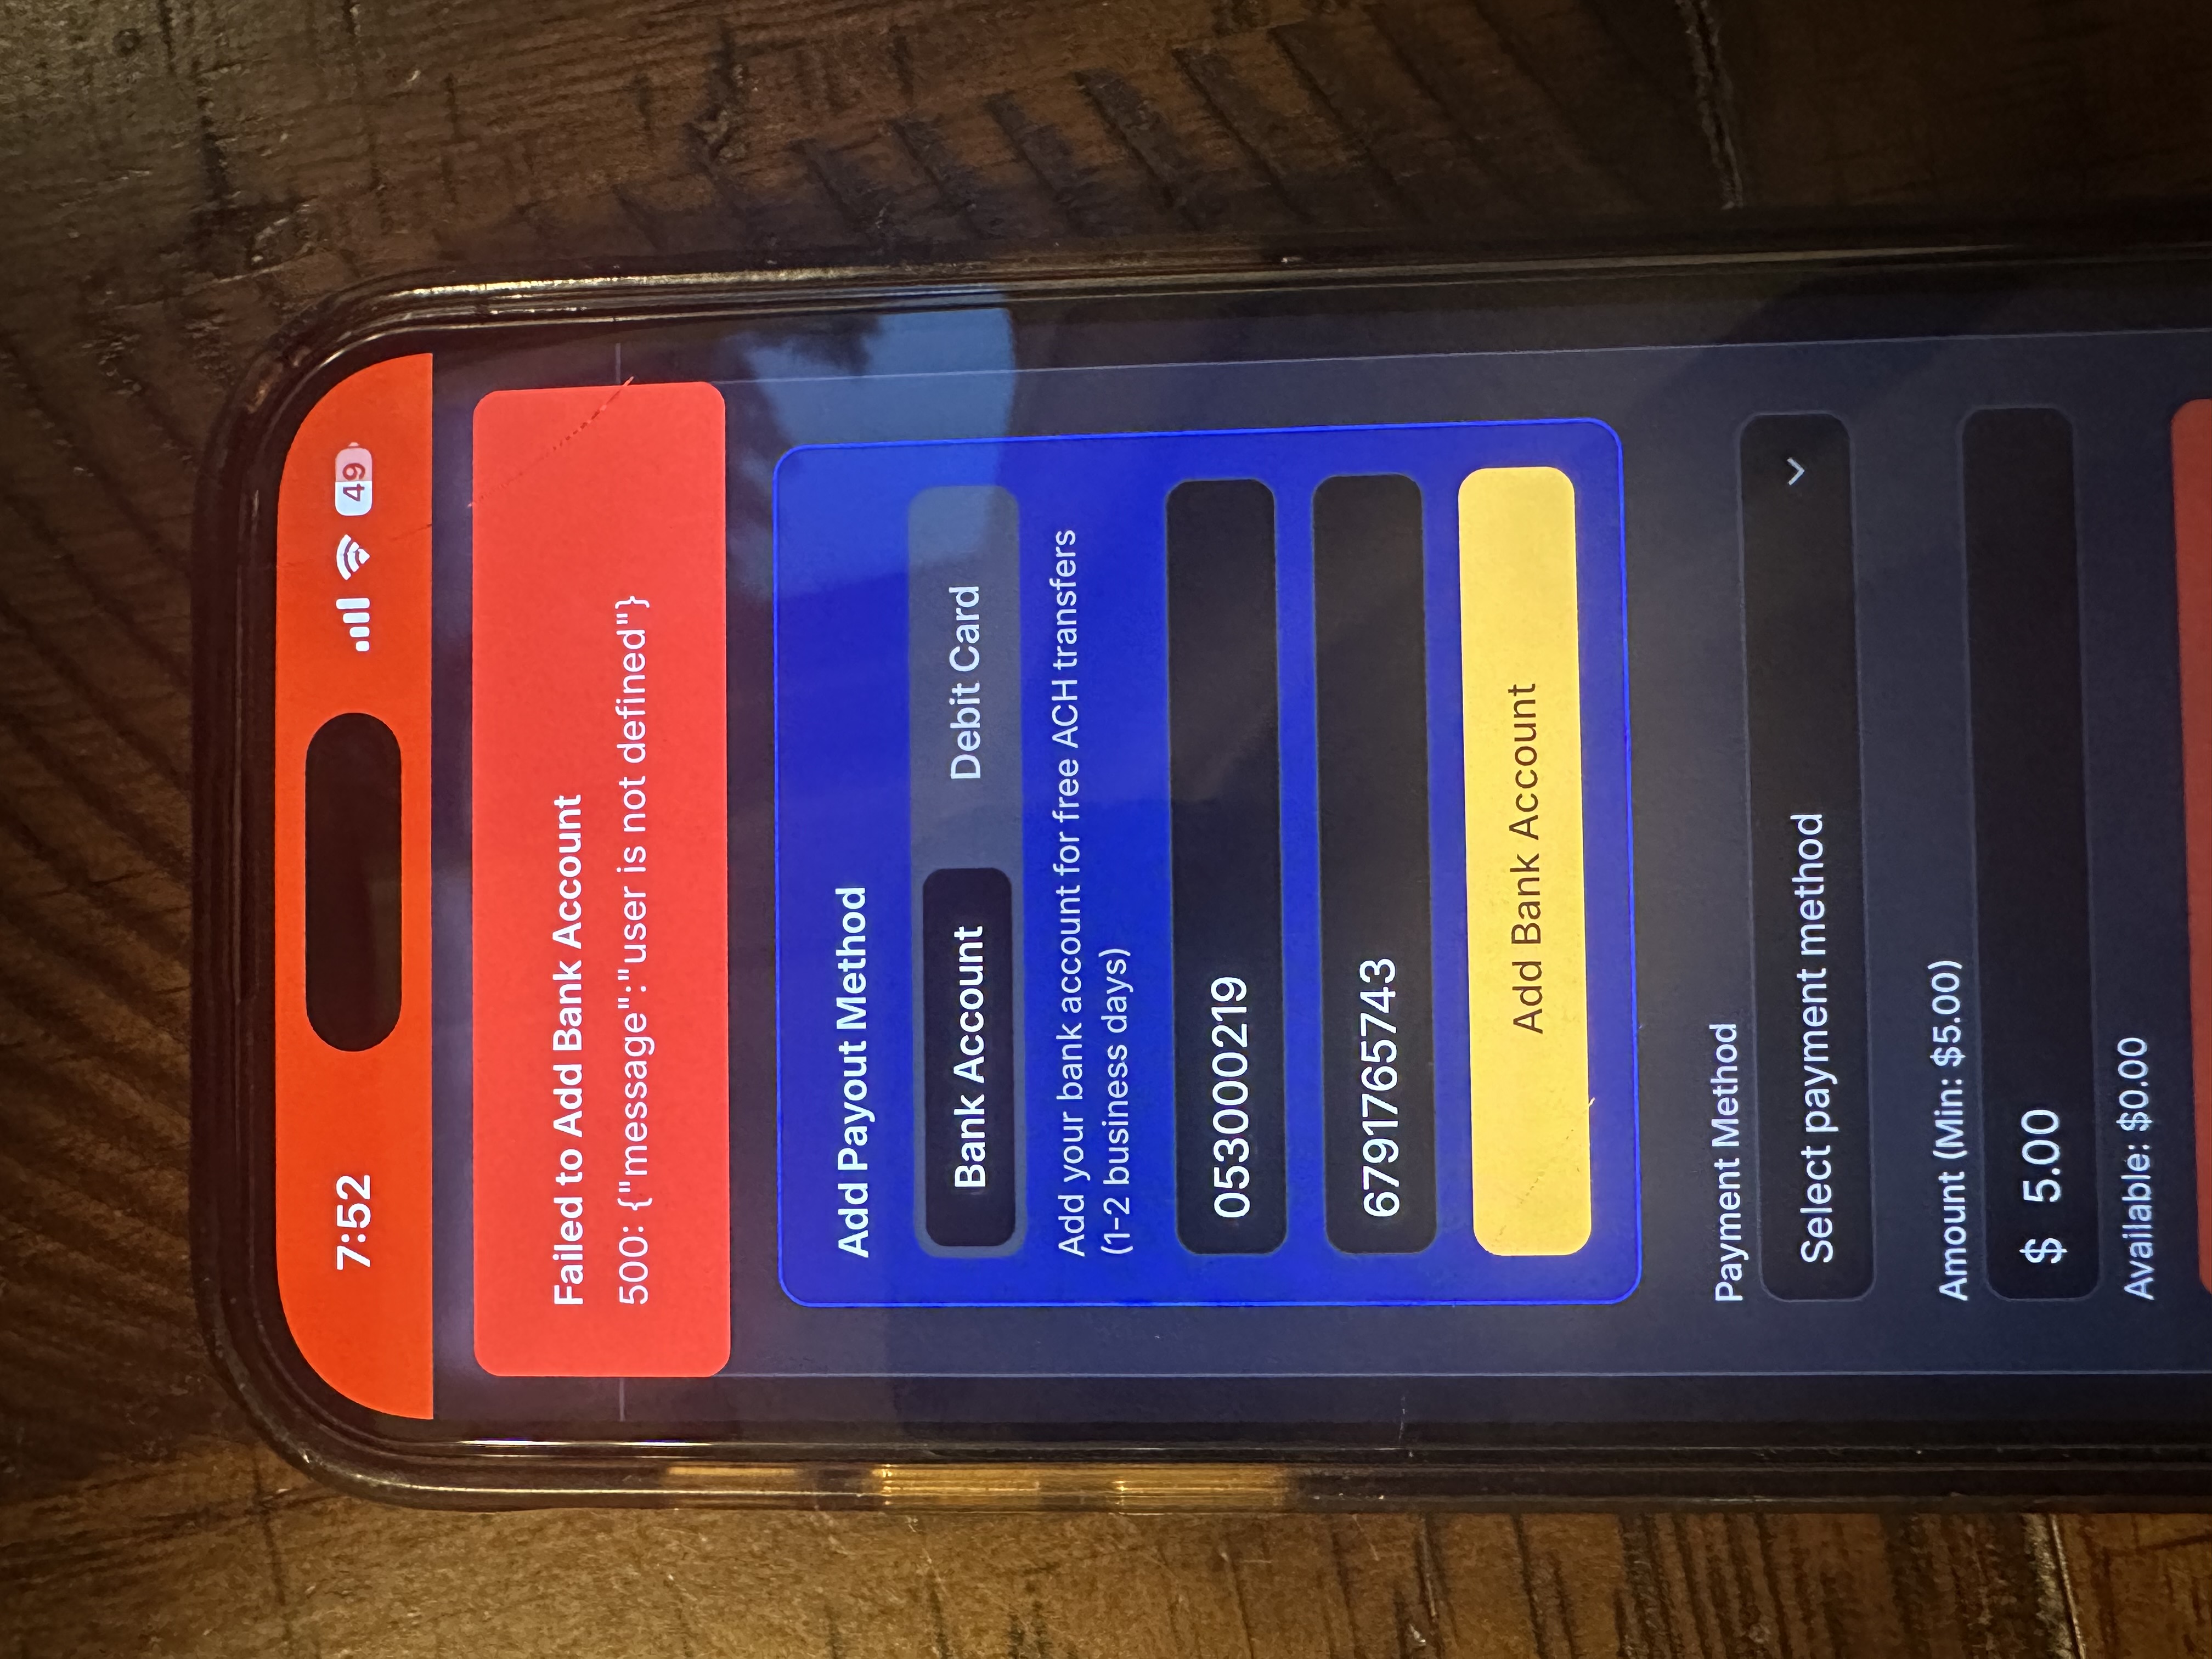 7:52
49
Failed to Add Bank Account
500: {"message":"user is not defined"}
Add Payout Method
Bank Account
Debit Card
Add your bank account for free ACH transfers
(1-2 business days)
053000219
6791765743
Add Bank Account
Payment Method
Select payment method
Amount (Min: $5.00)
$ 5.00
Available: $0.00